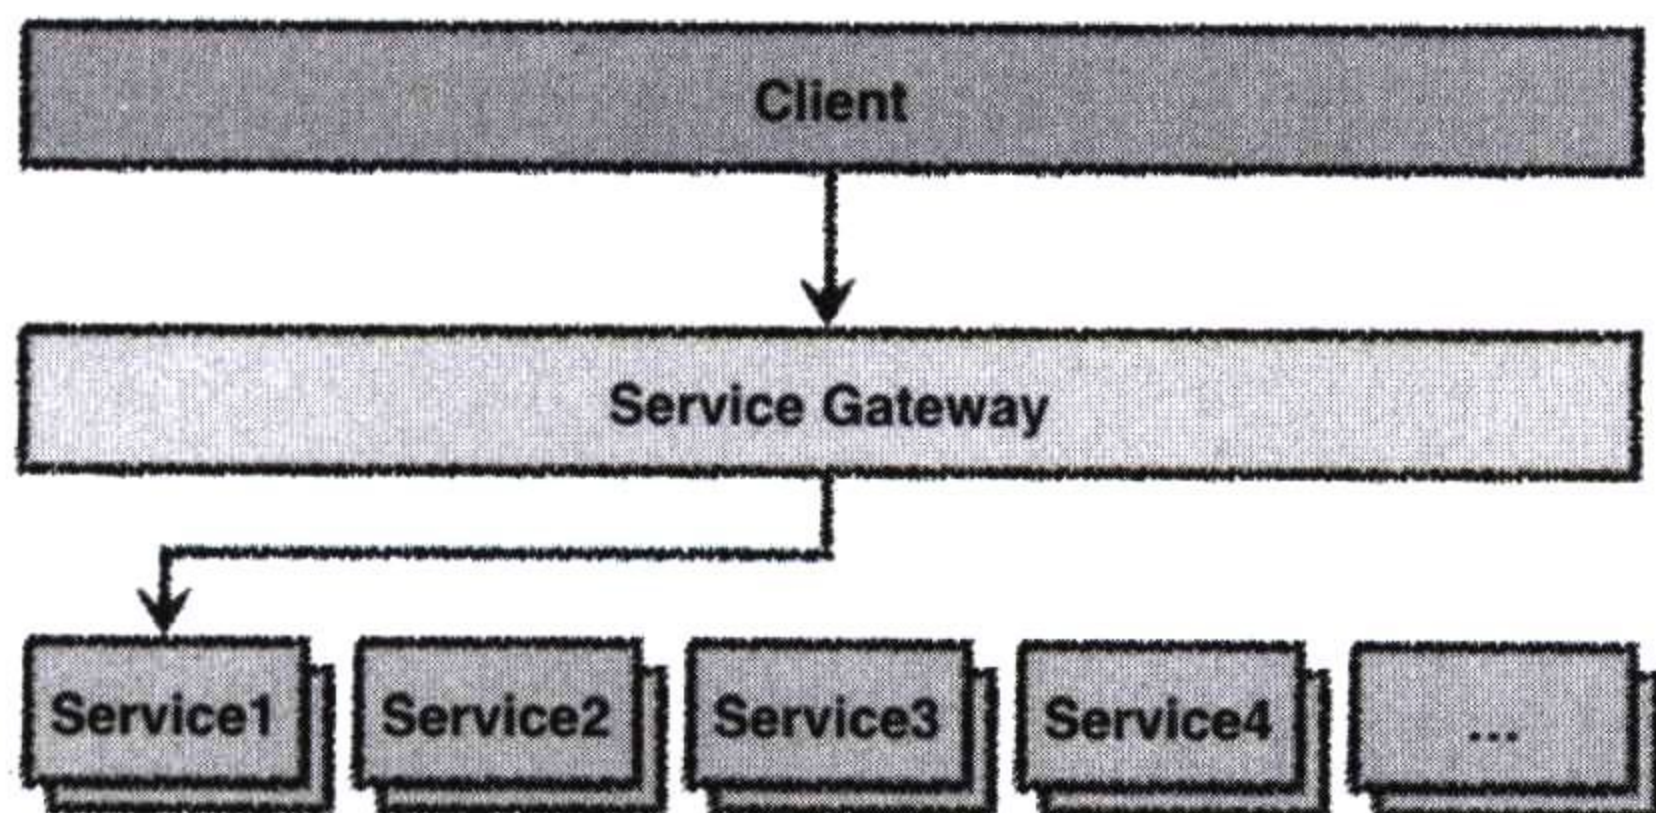 Client
Service Gateway
Service1
Service2
Service3
Service4
...